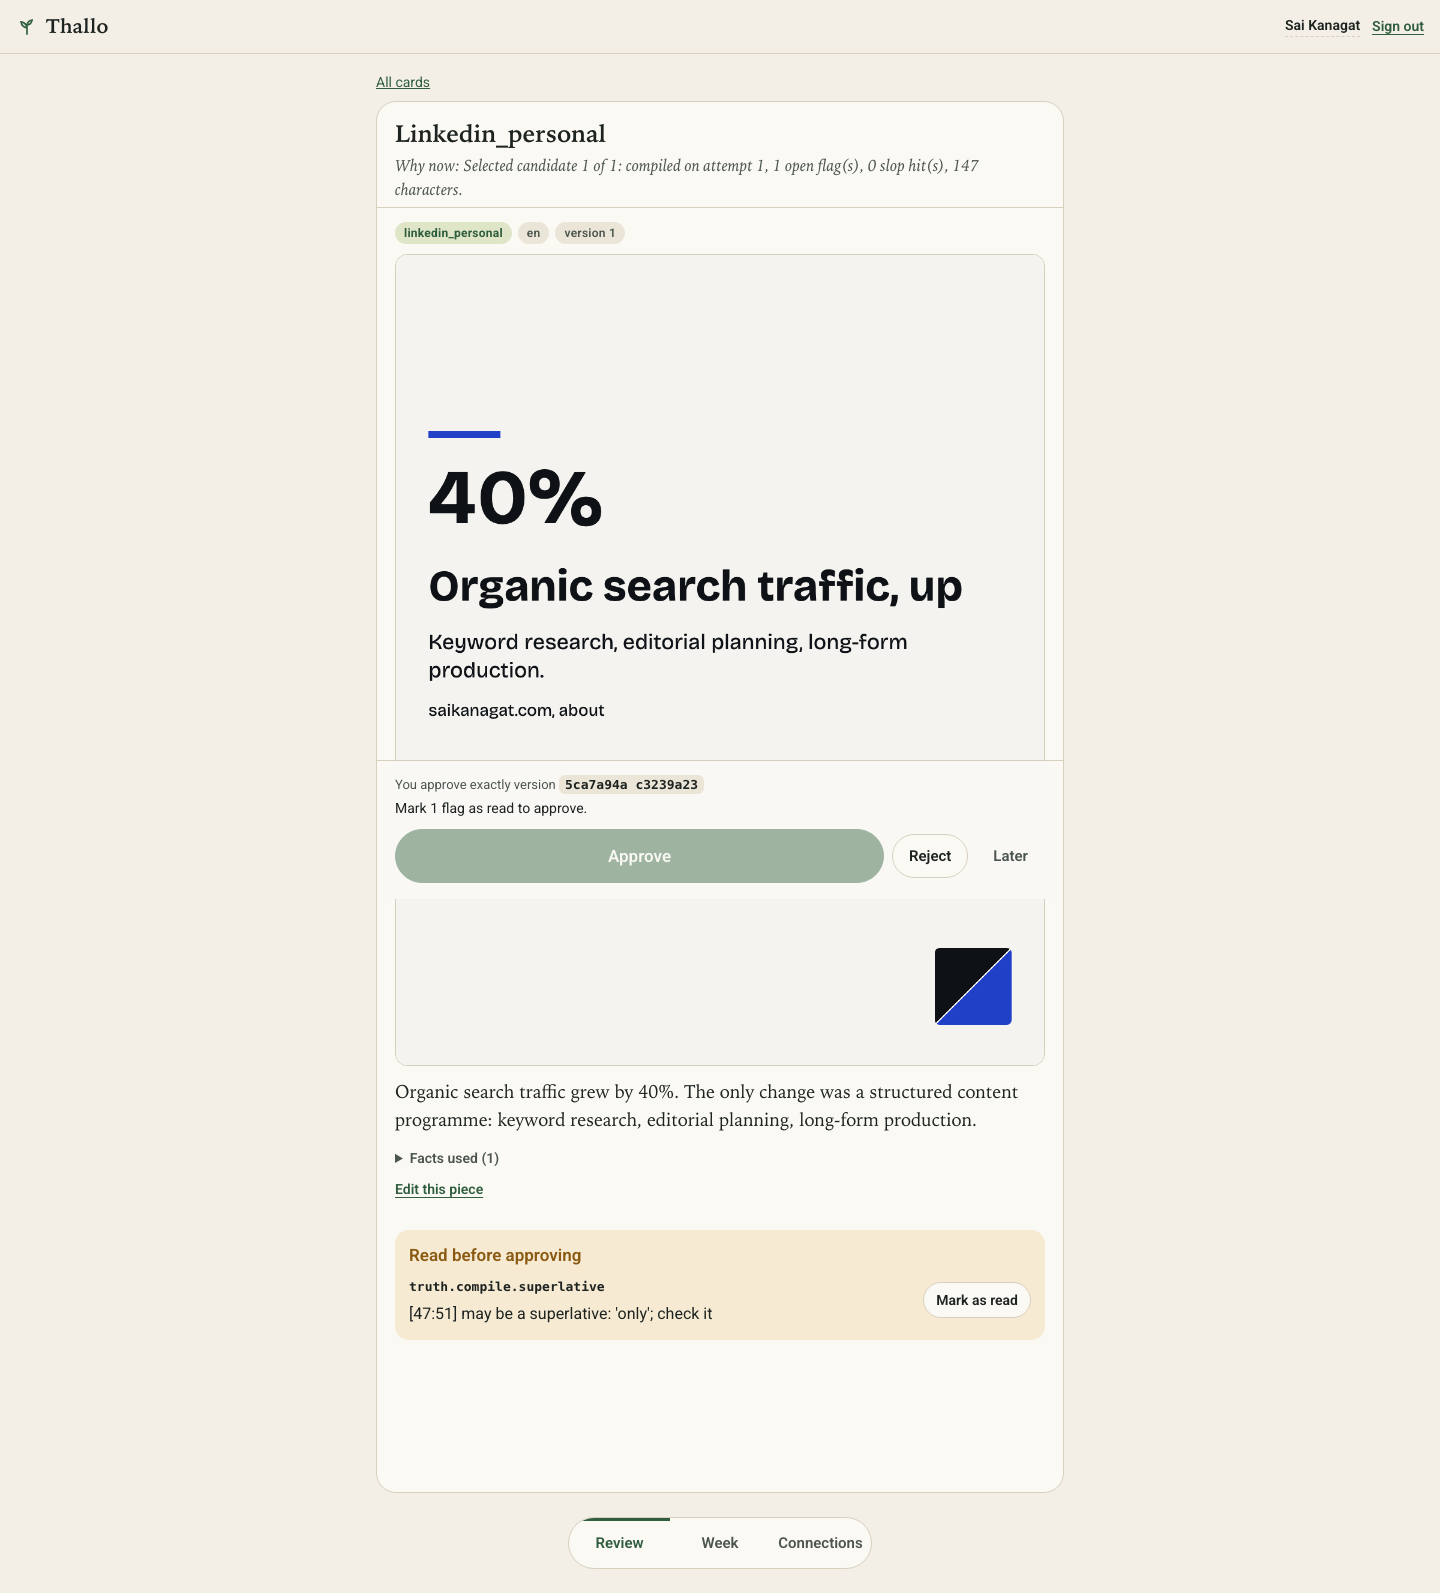 Thallo
Sai Kanagat
Sign out
All cards
Linkedin_personal
Why now: Selected candidate 1 of 1: compiled on attempt 1, 1 open flag(s), 0 slop hit(s), 147
characters.
linkedin_personal
en
version 1
40%
Organic search traffic, up
Keyword research, editorial planning, long-form
production.
saikanagat.com, about
You approve exactly version 5ca7a94a c3239a23
Mark 1 flag as read to approve.
Approve
Reject
Later
Organic search traffic grew by 40%. The only change was a structured content
programme: keyword research, editorial planning, long-form production.
Facts used (1)
Edit this piece
Read before approving
truth.compile.superlative
[47:51] may be a superlative: 'only'; check it
Mark as read
Review
Week
Connections